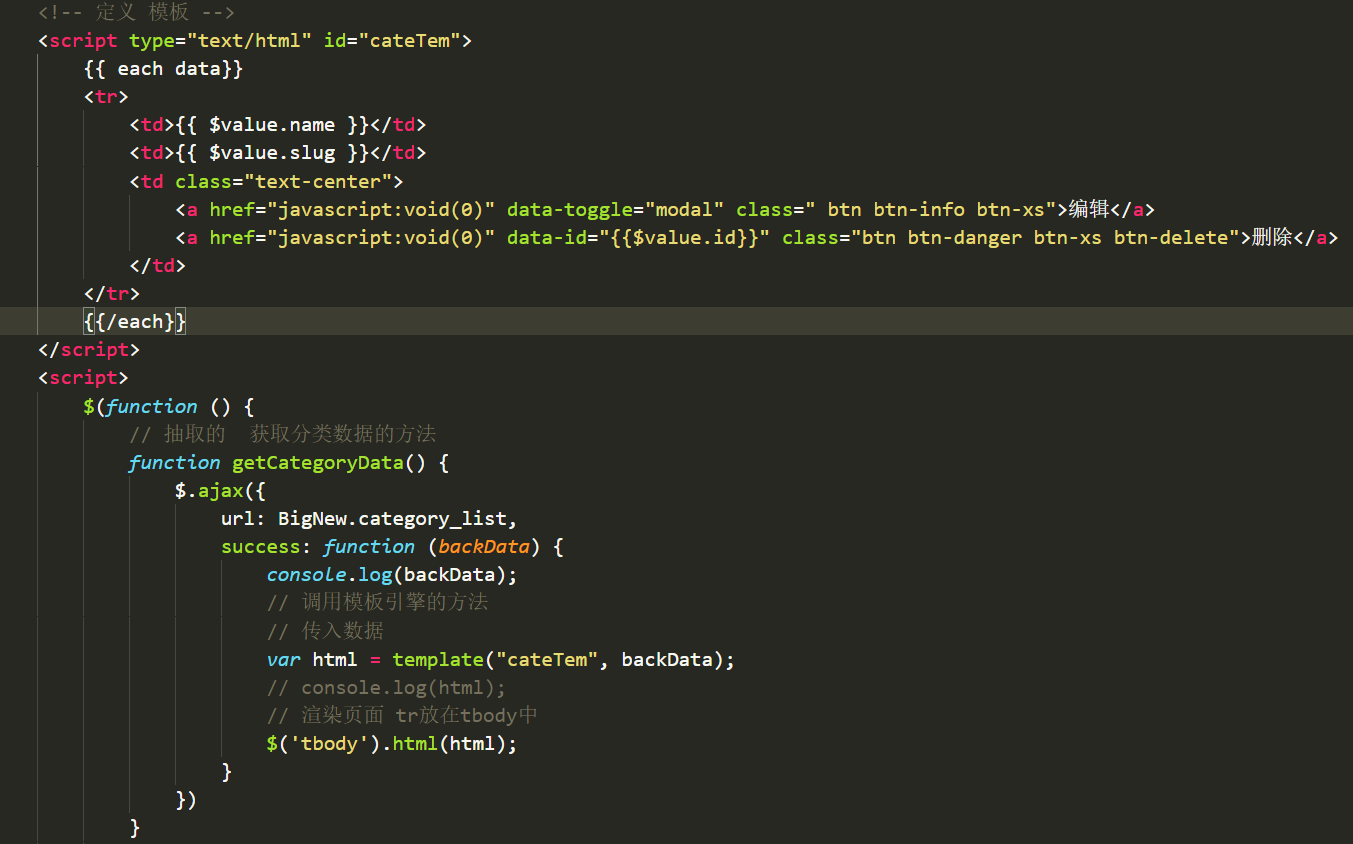 <!-- 定义 模板 -->
<script type="text/html" id="cateTem">
{{ each data}}
<tr>
<td>{{ $value.name }}</td>
<td>{{ $value.slug }}</td>
<td class="text-center">
<a href="javascript:void(0)" data-toggle="modal" class=" btn btn-info btn-xs">编辑</a>
<a href="javascript:void(0)" data-id="{{$value.id}}" class="btn btn-danger btn-xs btn-delete">删除</a>
</td>
</tr>
{{/each}}
</script>
<script>
$(function () {
// 抽取的  获取分类数据的方法
function getCategoryData() {
$.ajax({
url: BigNew.category_list,
success: function (backData) {
console.log(backData);
// 调用模板引擎的方法
// 传入数据
var html = template("cateTem", backData);
// console.log(html);
// 渲染页面 tr放在tbody中
$('tbody').html(html);
}
})
}